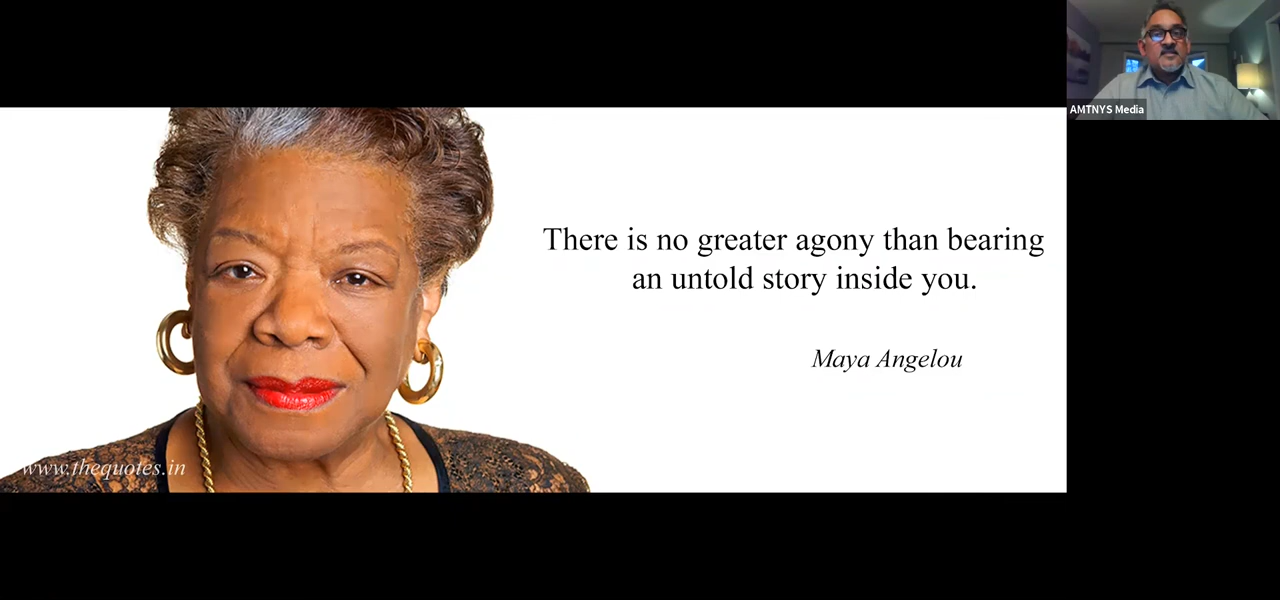 AMTNYS Media
There is no greater agony than bearing
an untold story inside you.
Maya Angelou
www.thequotes.in